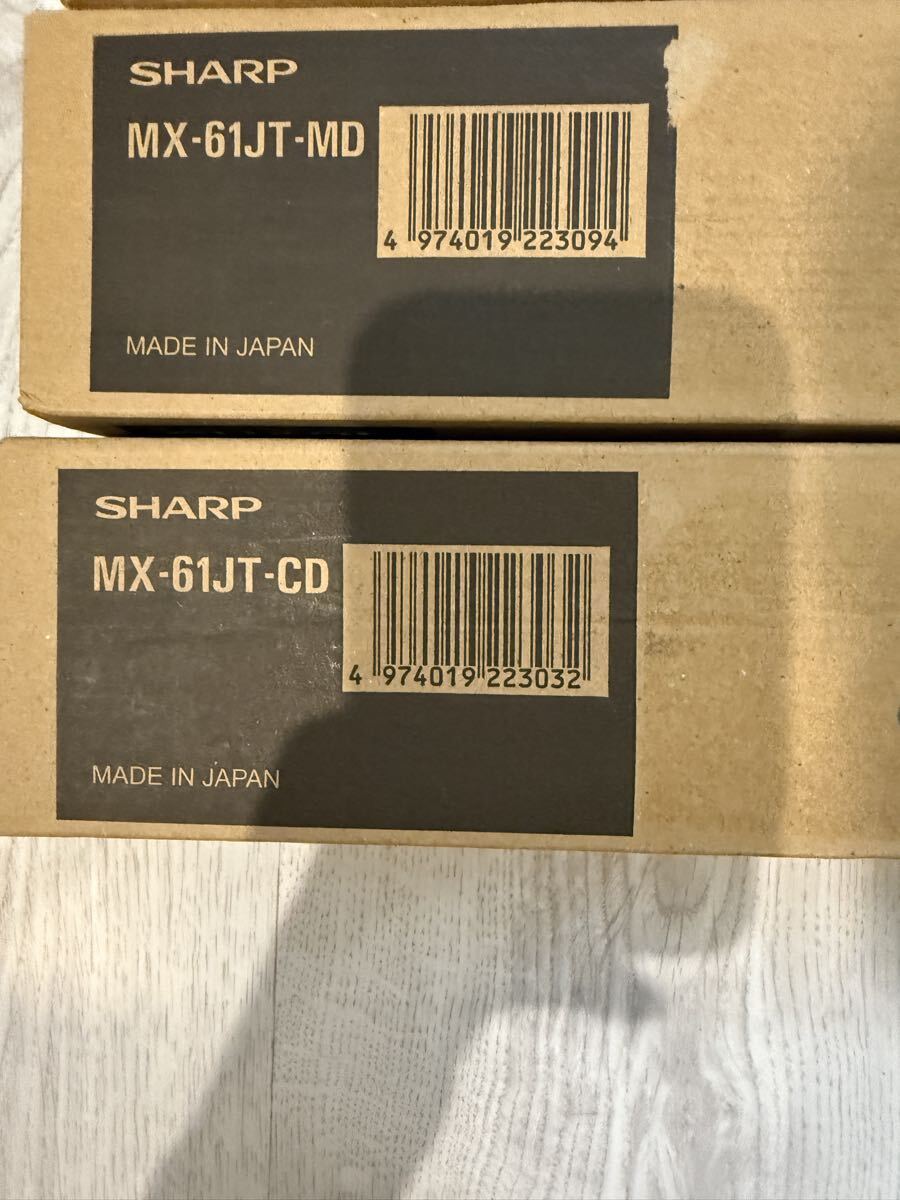 SHARP
MX-61JT-MD
4 974019 223094
MADE IN JAPAN
SHARP
MX-61JT-CD
4 974019 223032
MADE IN JAPAN